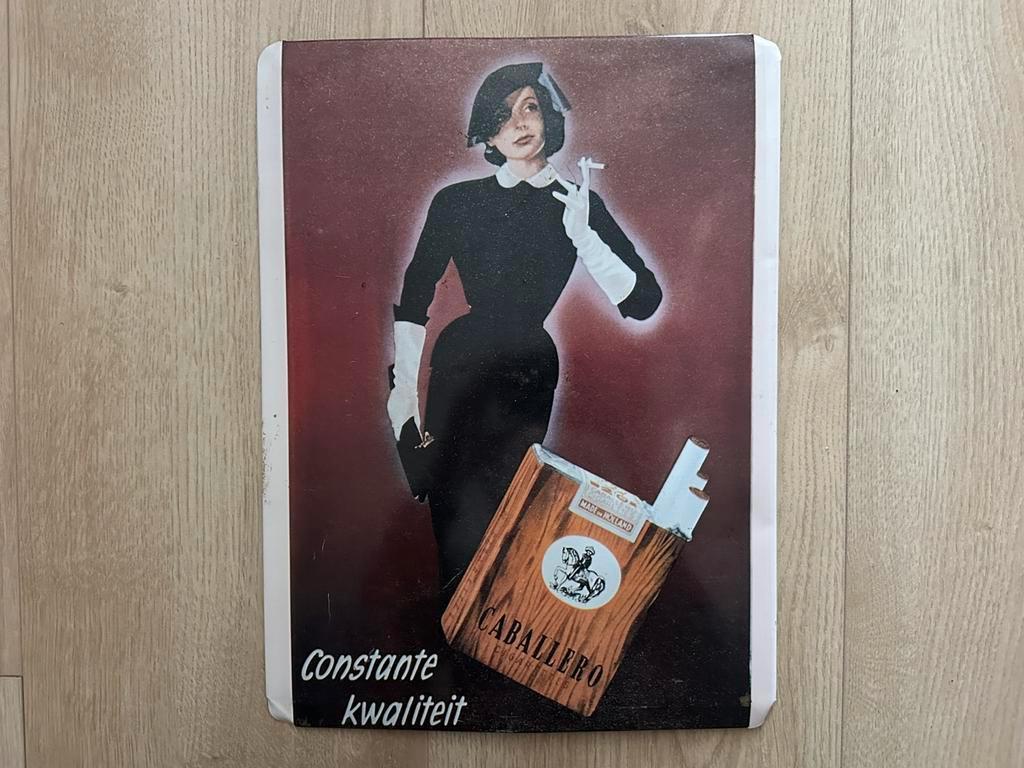 MADE IN HOLLAND
CABALLERO
Constante
kwaliteit